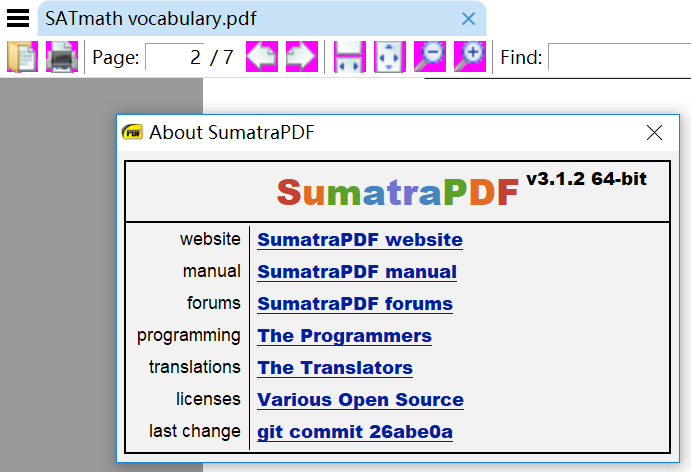 SATmath vocabulary.pdf
Page: 2 / 7 Find:
PDF About SumatraPDF
SumatraPDF v3.1.2 64-bit
website SumatraPDF website
manual SumatraPDF manual
forums SumatraPDF forums
programming The Programmers
translations The Translators
licenses Various Open Source
last change git commit 26abe0a